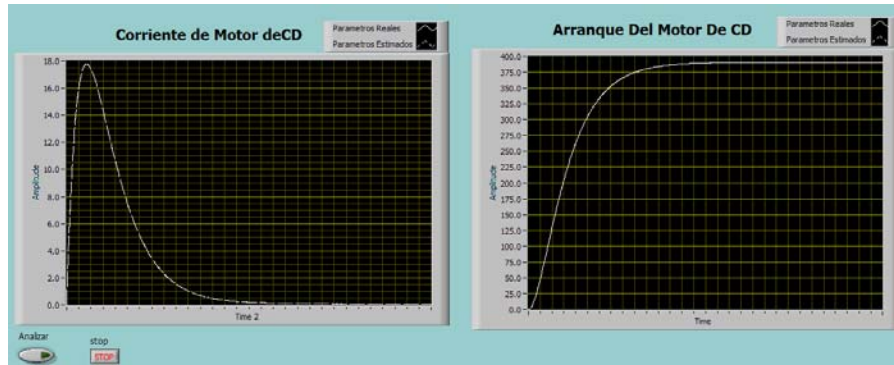 Corriente de Motor deCD
Parametros Reales
Parametros Estimados
18.0
16.0
14.0
12.0
10.0
8.0
6.0
4.0
2.0
0.0
Amplitude
Time 2
Analizar
stop
STOP
Arranque Del Motor De CD
Parametros Reales
Parametros Estimados
400.0
375.0
350.0
325.0
300.0
275.0
250.0
225.0
200.0
175.0
150.0
125.0
100.0
75.0
50.0
25.0
0.0
Amplitude
Time